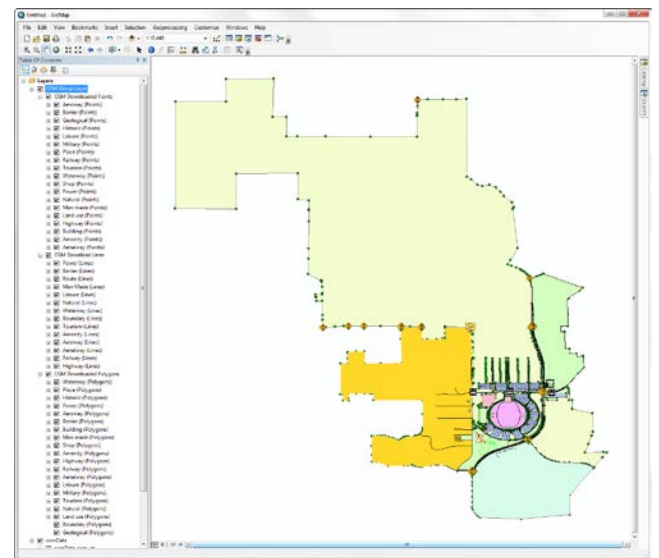 Untitled - ArcMap
File Edit View Bookmarks Insert Selection Geoprocessing Customize Windows Help
Table Of Contents
Layers
OSM Group Layer
OSM Downloaded Points
Aeroway (Points)
Barrier (Points)
Geological (Points)
Historic (Points)
Leisure (Points)
Military (Points)
Place (Points)
Railway (Points)
Tourism (Points)
Waterway (Points)
Shop (Points)
Power (Points)
Natural (Points)
Man made (Points)
Land use (Points)
Highway (Points)
Building (Points)
Amenity (Points)
Aerialway (Points)
OSM Downloaded Lines
Power (Lines)
Barrier (Lines)
Route (Lines)
Man Made (Lines)
Leisure (Lines)
Natural (Lines)
Waterway (Lines)
Boundary (Lines)
Tourism (Lines)
Amenity (Lines)
Aeroway (Lines)
Aerialway (Lines)
Railway (Lines)
Highway (Lines)
OSM Downloaded Polygons
Waterway (Polygons)
Place (Polygons)
Historic (Polygons)
Power (Polygons)
Aeroway (Polygons)
Barrier (Polygons)
Building (Polygons)
Man made (Polygons)
Shop (Polygons)
Amenity (Polygons)
Highway (Polygons)
Railway (Polygons)
Aerialway (Polygons)
Leisure (Polygons)
Military (Polygons)
Tourism (Polygons)
Natural (Polygons)
Land use (Polygons)
Boundary (Polygons)
Geological (Polygons)